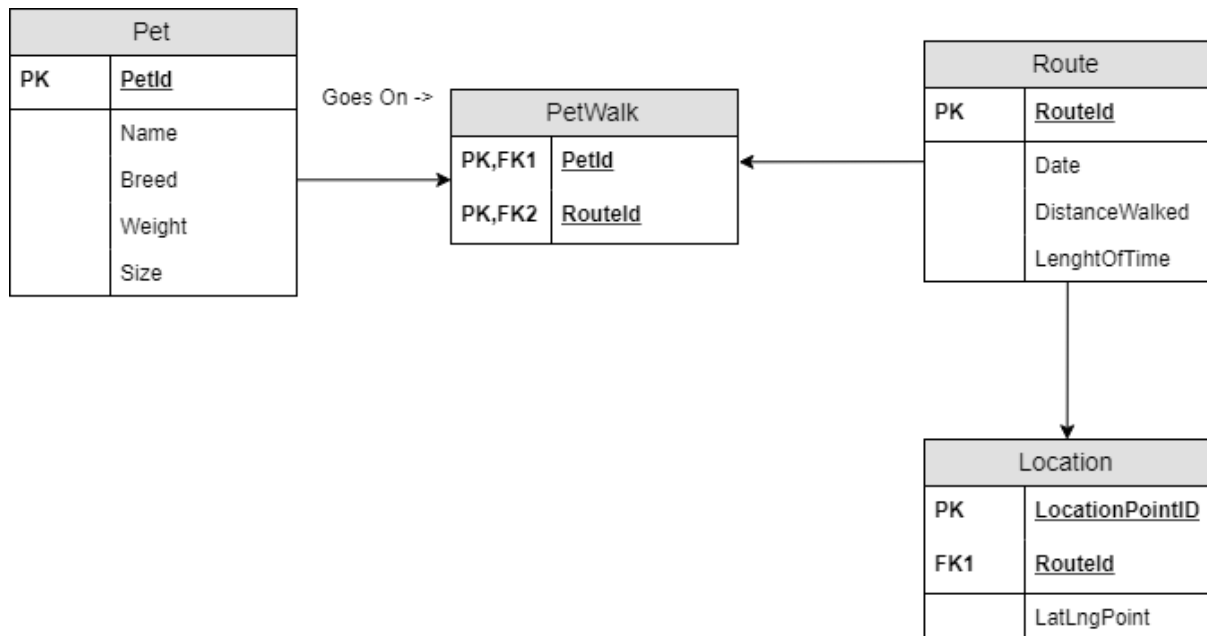 Pet
PK PetId
Name
Breed
Weight
Size
Goes On ->
PetWalk
PK,FK1 PetId
PK,FK2 RouteId
Route
PK RouteId
Date
DistanceWalked
LenghtOfTime
Location
PK LocationPointID
FK1 RouteId
LatLngPoint